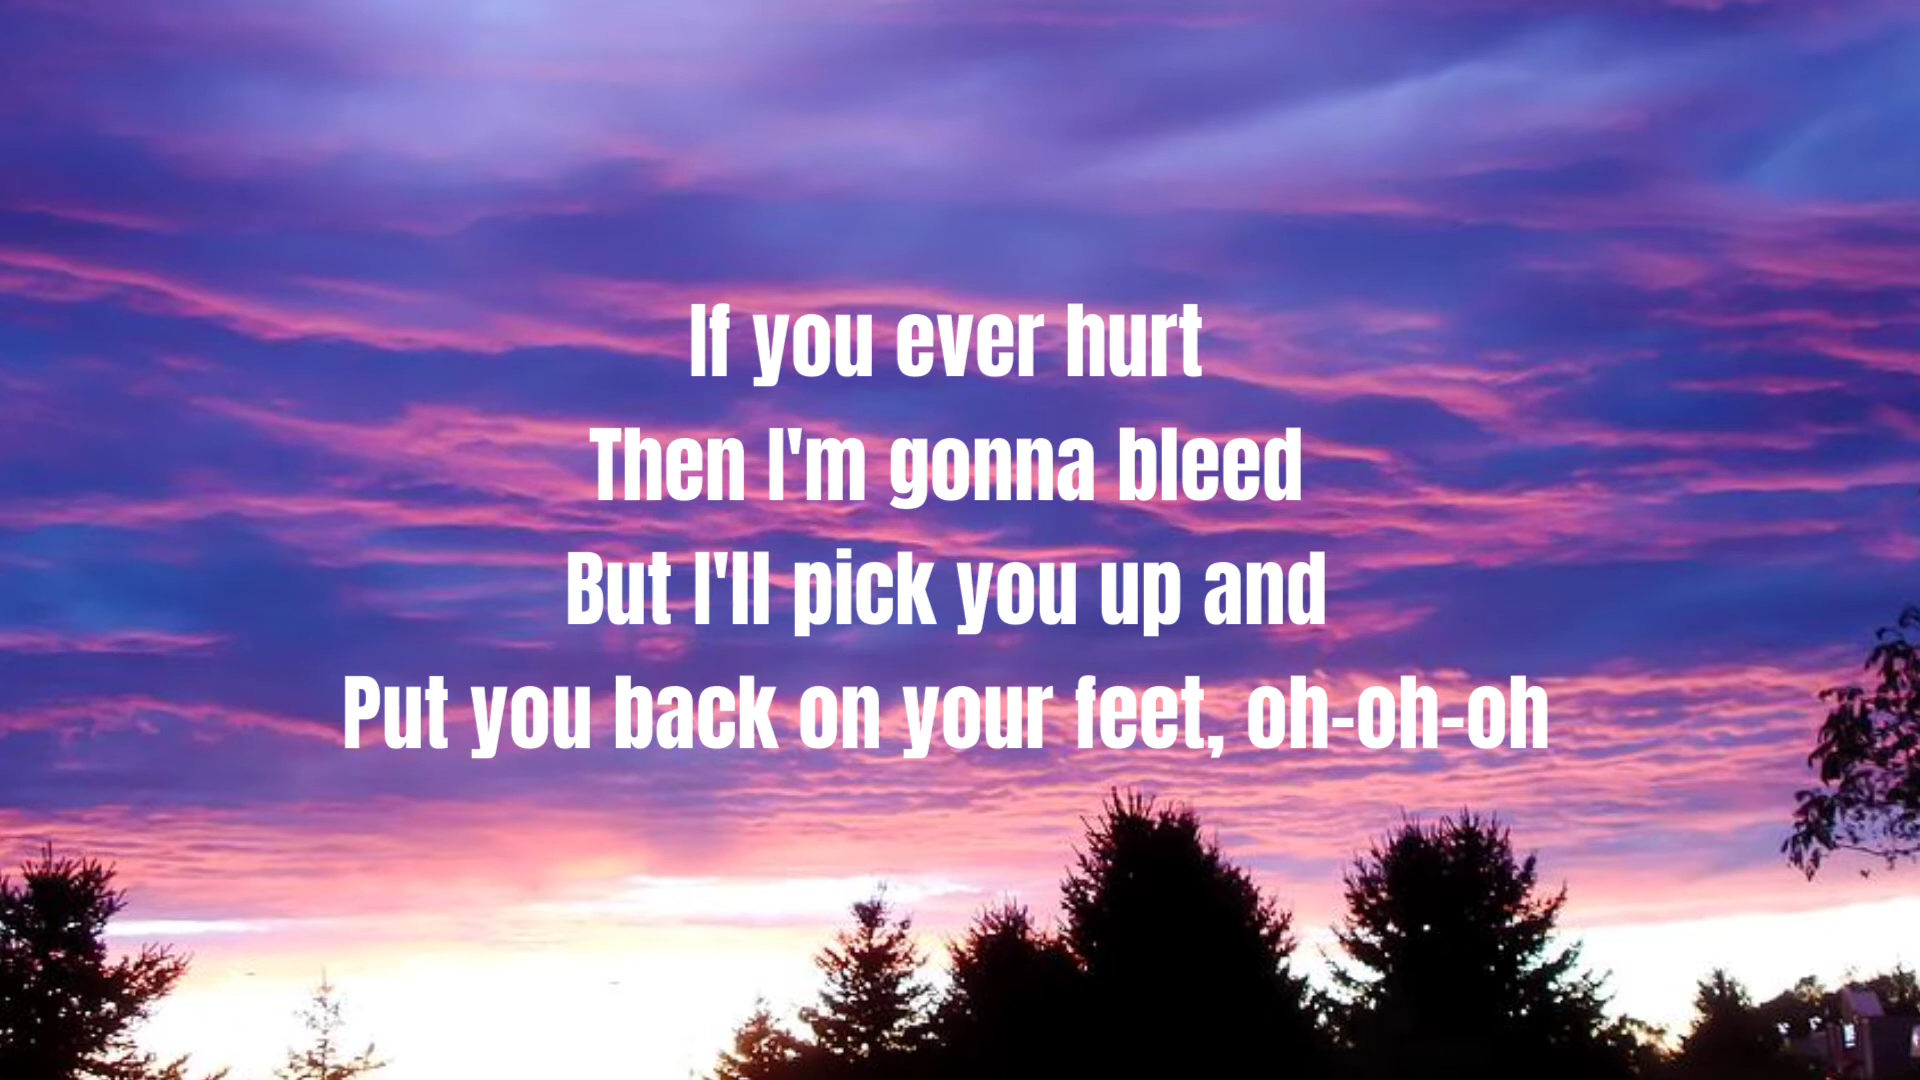 If you ever hurt
Then I'm gonna bleed
But I'll pick you up and
Put you back on your feet, oh-oh-oh